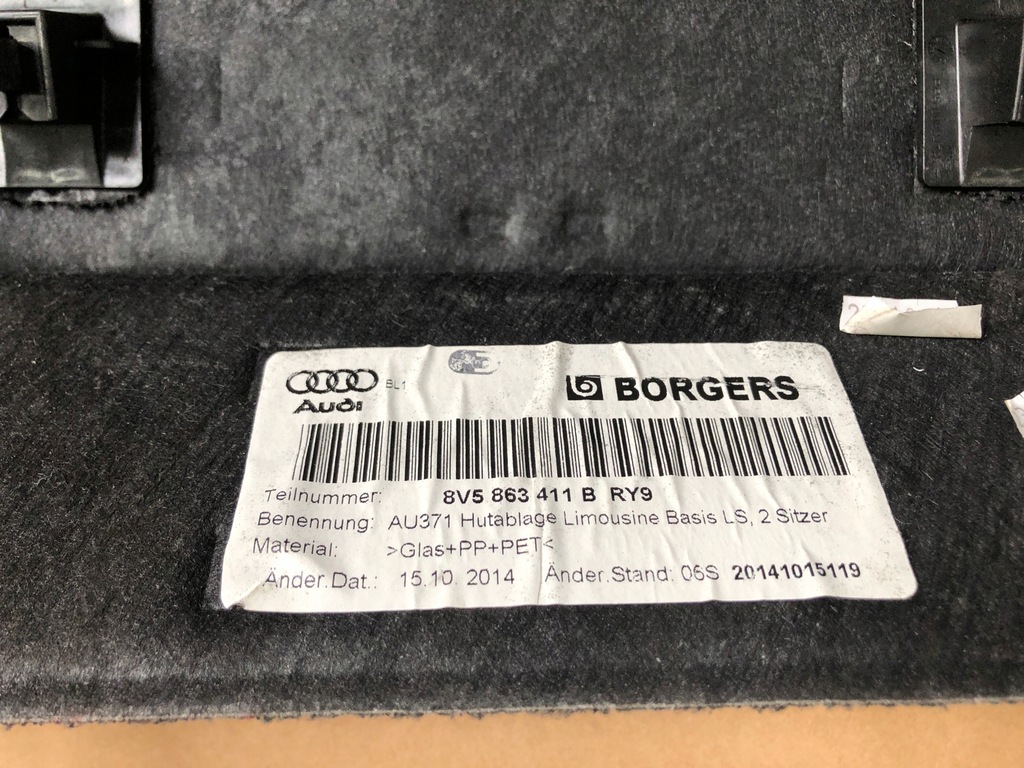 Audi BL1 BORGERS
Teilnummer: 8V5 863 411 B RY9
Benennung: AU371 Hutablage Limousine Basis LS, 2 Sitzer
Material: >Glas+PP+PET<
Änder.Dat.: 15.10. 2014 Änder.Stand: 06S 20141015119